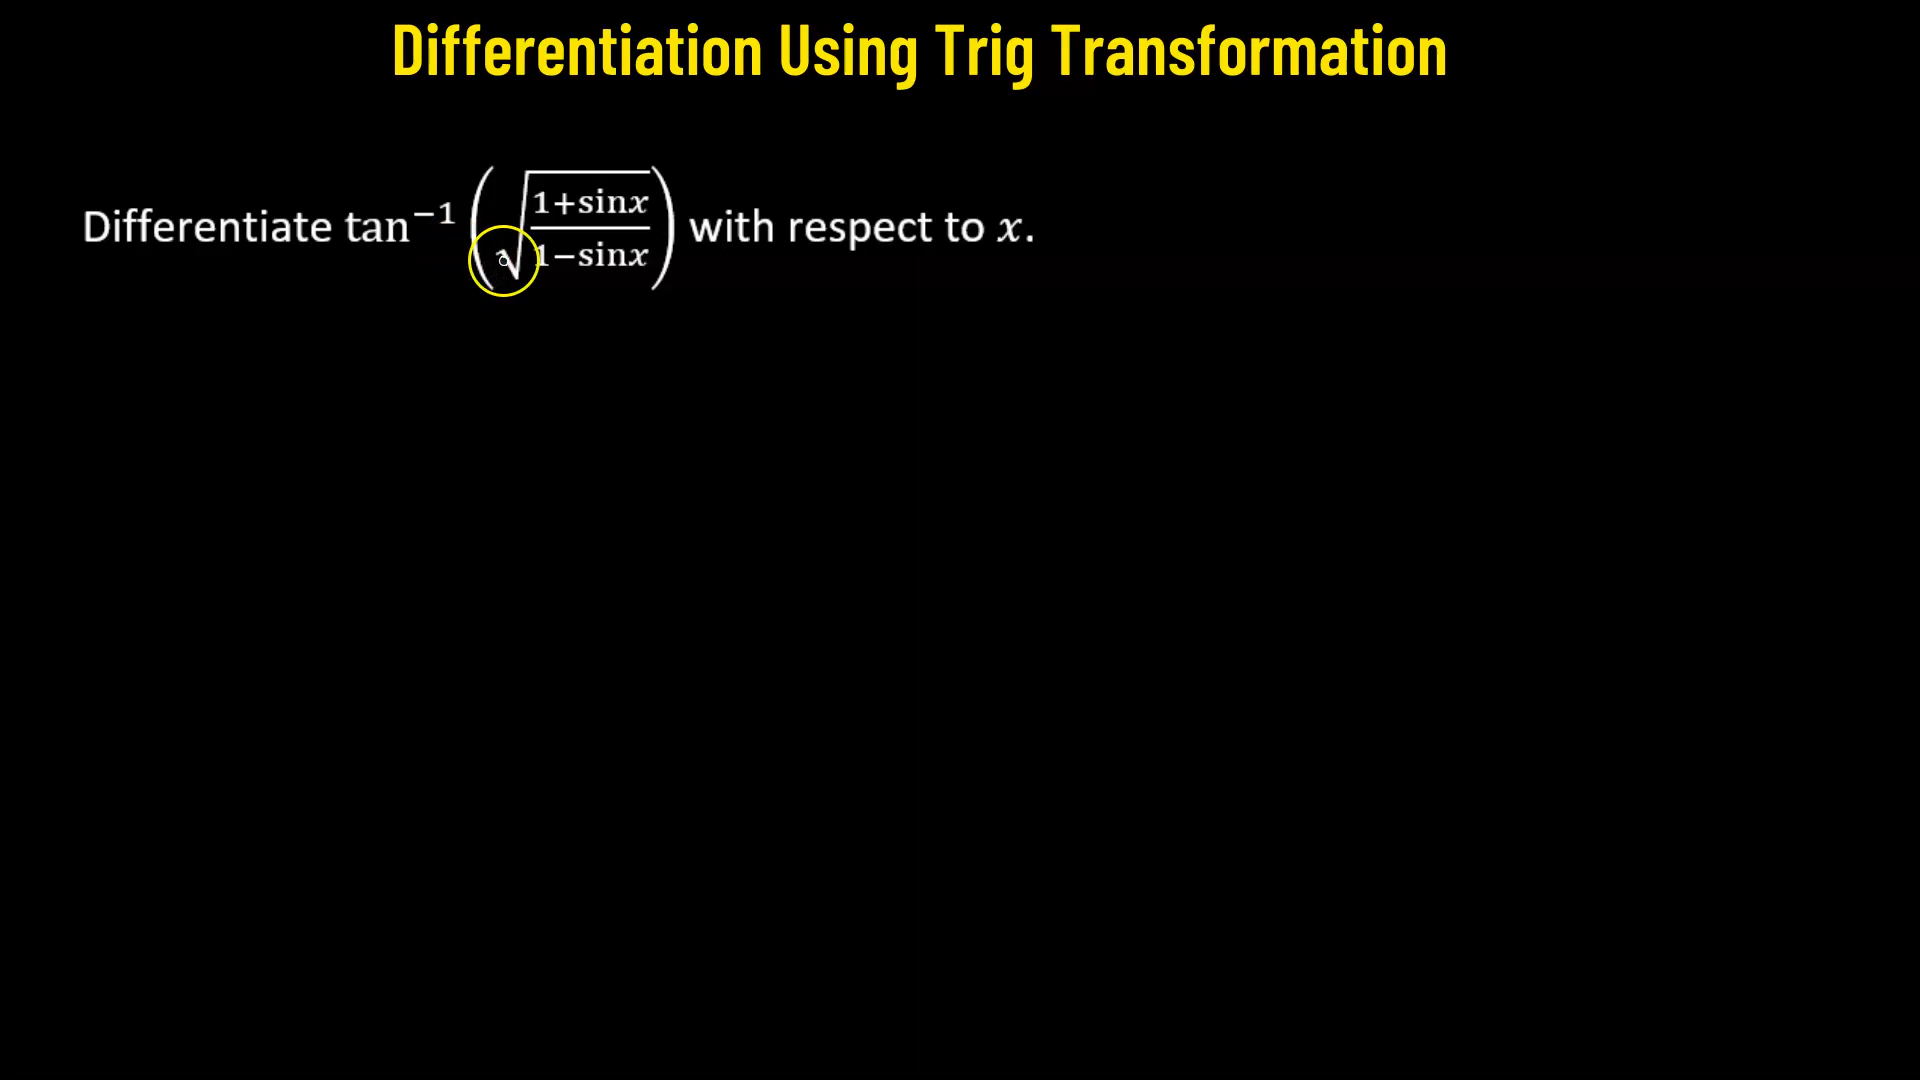 Differentiation Using Trig Transformation
Differentiate tan⁻¹(√((1+sinx)/(1−sinx))) with respect to x.